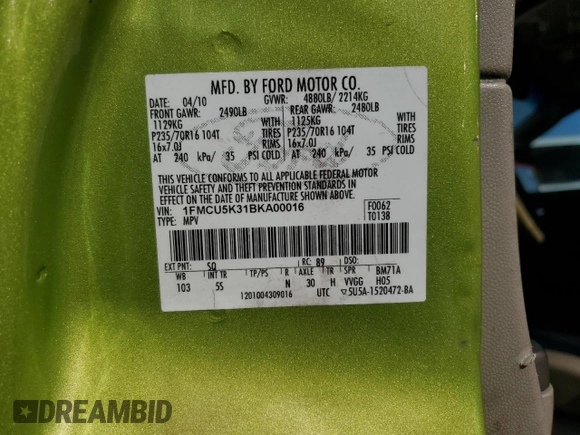 MFD. BY FORD MOTOR CO.
DATE: 04/10 GVWR: 4880LB/ 2214KG
FRONT GAWR: 2490LB REAR GAWR: 2480LB
1129KG WITH 1125KG WITH
P235/70R16 104T TIRES P235/70R16 104T TIRES
16x7.0J RIMS 16x7.0J RIMS
AT 240 kPa/ 35 PSI COLD AT 240 kPa/ 35 PSI COLD
THIS VEHICLE CONFORMS TO ALL APPLICABLE FEDERAL MOTOR
VEHICLE SAFETY AND THEFT PREVENTION STANDARDS IN
EFFECT ON THE DATE OF MANUFACTURE SHOWN ABOVE.
VIN: 1FMCU5K31BKA00016 F0062
TYPE: MPV T0138
EXT PNT: SQ RC: 89 DSO:
WB INT TR TP/PS R AXLE TR SPR BM71A
103 5S N 30 H VVGG H05
1201004309016 UTC ▽5U5A-1520472-BA
DREAMBID